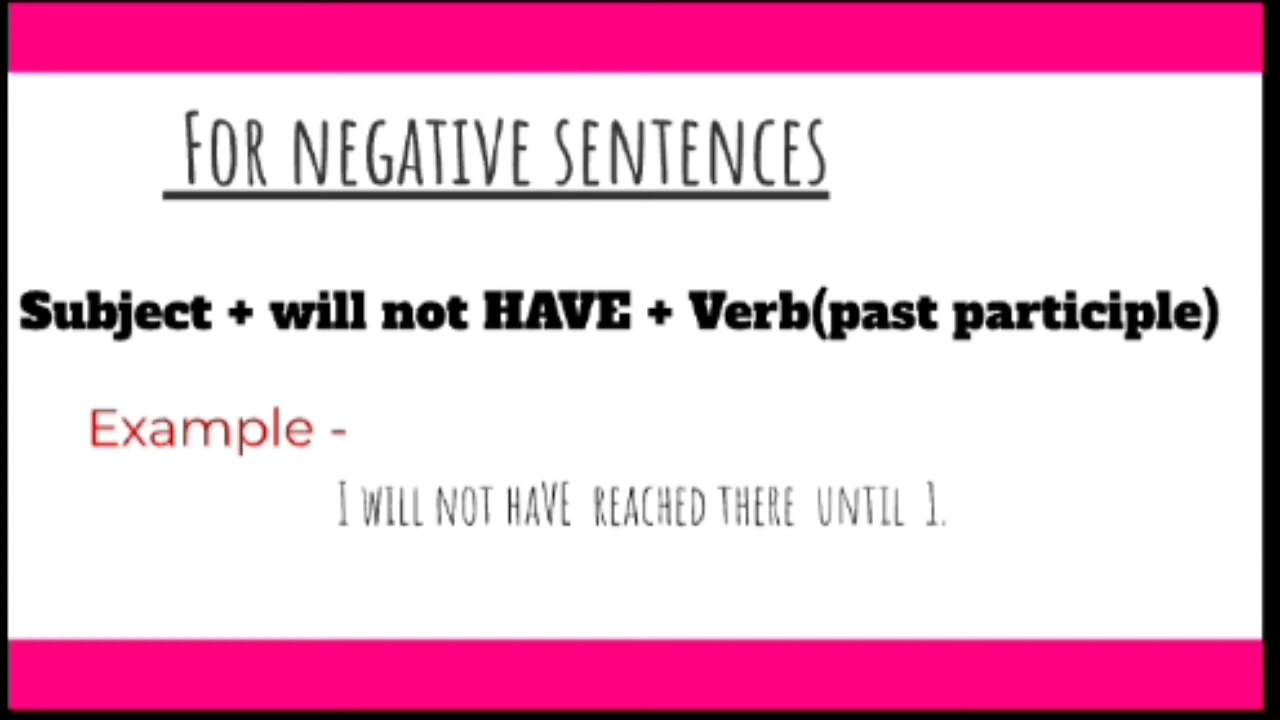 For negative sentences
Subject + will not HAVE + Verb(past participle)
Example -
I will not haVE reached there until 1.